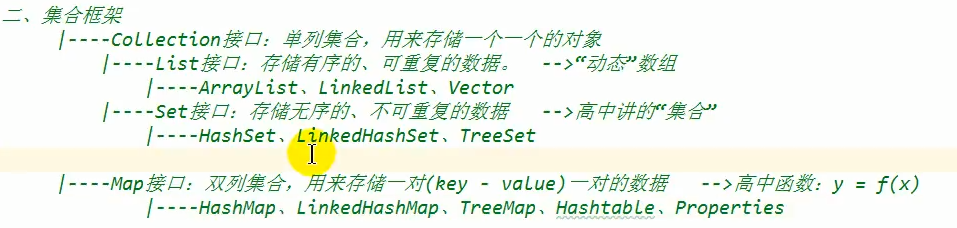 二、集合框架
|----Collection接口：单列集合，用来存储一个一个的对象
|----List接口：存储有序的、可重复的数据。 -->“动态”数组
|----ArrayList、LinkedList、Vector
|----Set接口：存储无序的、不可重复的数据 -->高中讲的“集合”
|----HashSet、LinkedHashSet、TreeSet
|----Map接口：双列集合，用来存储一对(key - value)一对的数据 -->高中函数：y = f(x)
|----HashMap、LinkedHashMap、TreeMap、Hashtable、Properties